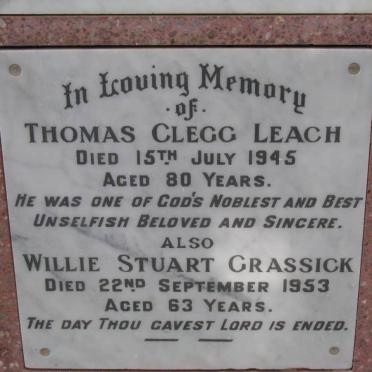 In Loving Memory
· of ·
THOMAS CLEGG LEACH
DIED 15TH JULY 1945
AGED 80 YEARS.
HE WAS ONE OF GOD'S NOBLEST AND BEST
UNSELFISH BELOVED AND SINCERE.
ALSO
WILLIE STUART GRASSICK
DIED 22ND SEPTEMBER 1953
AGED 63 YEARS.
THE DAY THOU GAVEST LORD IS ENDED.